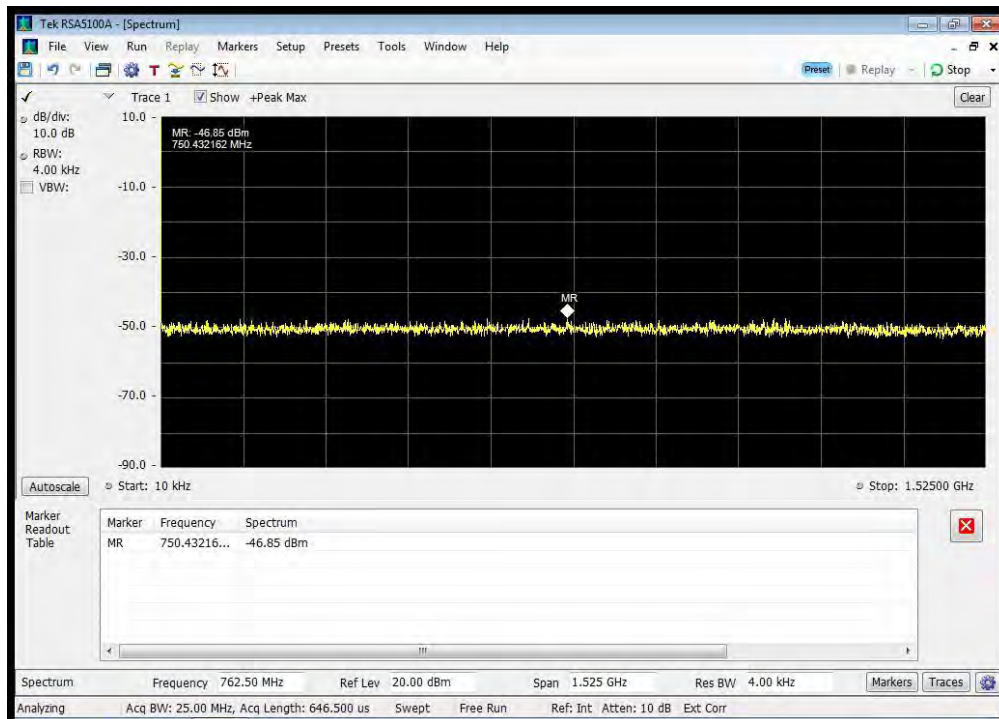 Tek RSA5100A - [Spectrum]
File View Run Replay Markers Setup Presets Tools Window Help
T Preset Replay Stop
Trace 1 Show +Peak Max Clear
dB/div:
10.0 dB
RBW:
4.00 kHz
VBW:
10.0
MR: -46.85 dBm
750.432162 MHz
-10.0
-30.0
MR
-50.0
-70.0
-90.0
Autoscale Start: 10 kHz Stop: 1.52500 GHz
Marker
Readout
Table
Marker Frequency Spectrum
MR 750.43216... -46.85 dBm
Spectrum Frequency 762.50 MHz Ref Lev 20.00 dBm Span 1.525 GHz Res BW 4.00 kHz Markers Traces
Analyzing Acq BW: 25.00 MHz, Acq Length: 646.500 us Swept Free Run Ref: Int Atten: 10 dB Ext Corr